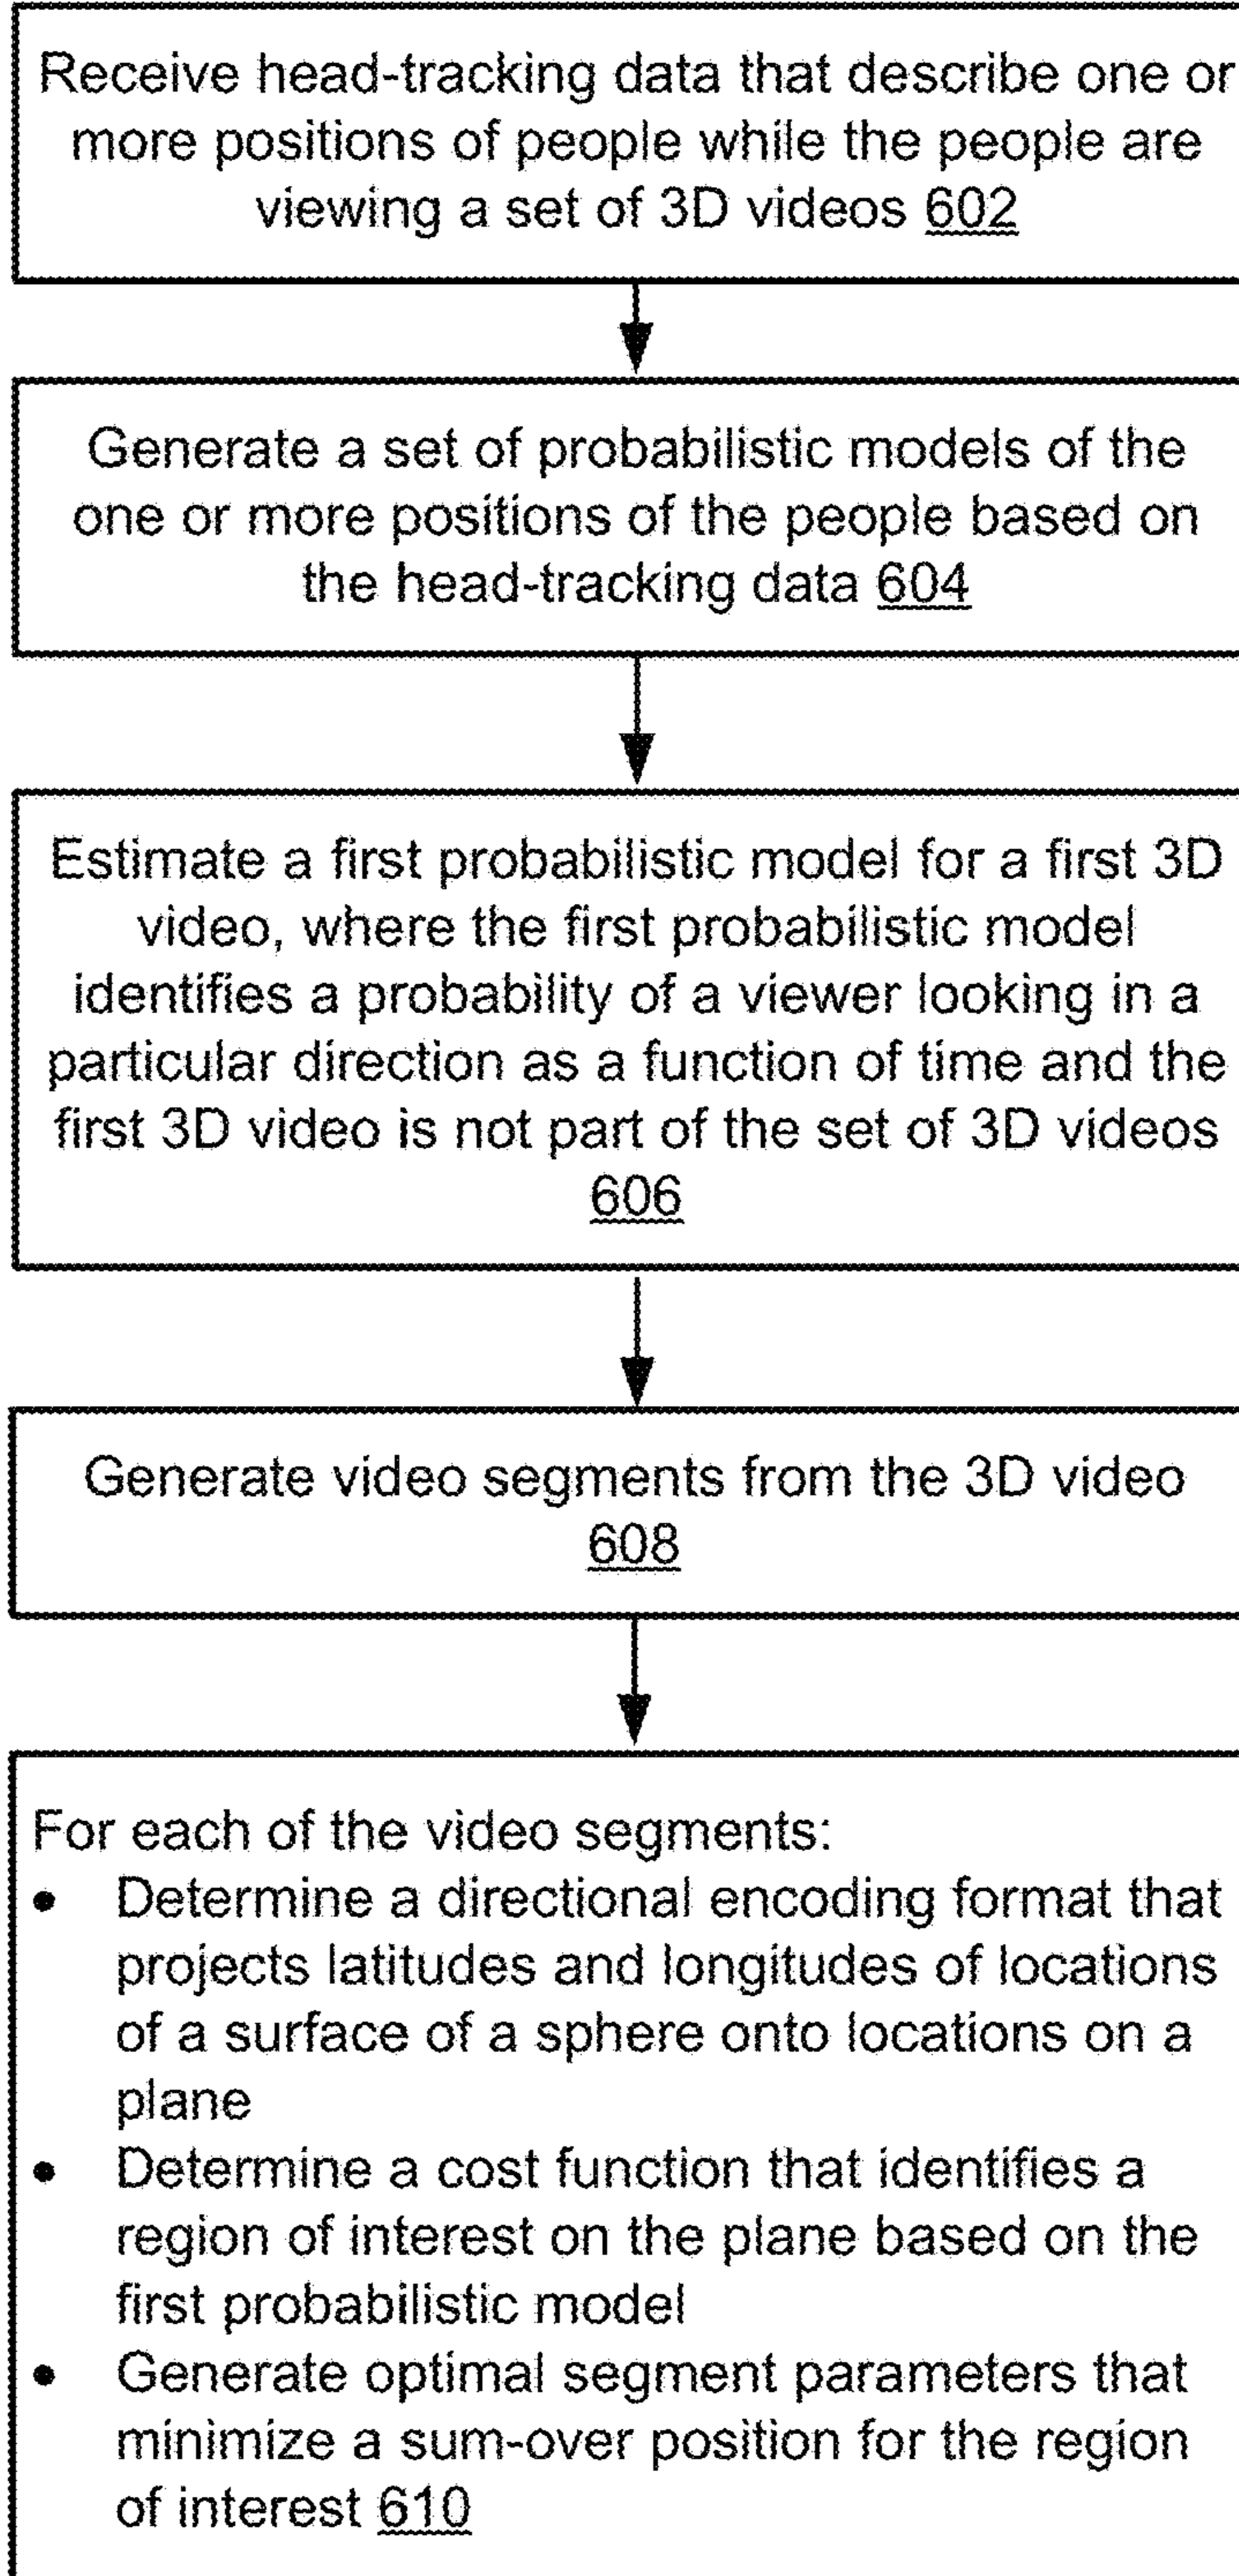 Receive head-tracking data that describe one or
more positions of people while the people are
viewing a set of 3D videos 602
Generate a set of probabilistic models of the
one or more positions of the people based on
the head-tracking data 604
Estimate a first probabilistic model for a first 3D
video, where the first probabilistic model
identifies a probability of a viewer looking in a
particular direction as a function of time and the
first 3D video is not part of the set of 3D videos
606
Generate video segments from the 3D video
608
For each of the video segments:
• Determine a directional encoding format that
projects latitudes and longitudes of locations
of a surface of a sphere onto locations on a
plane
• Determine a cost function that identifies a
region of interest on the plane based on the
first probabilistic model
• Generate optimal segment parameters that
minimize a sum-over position for the region
of interest 610